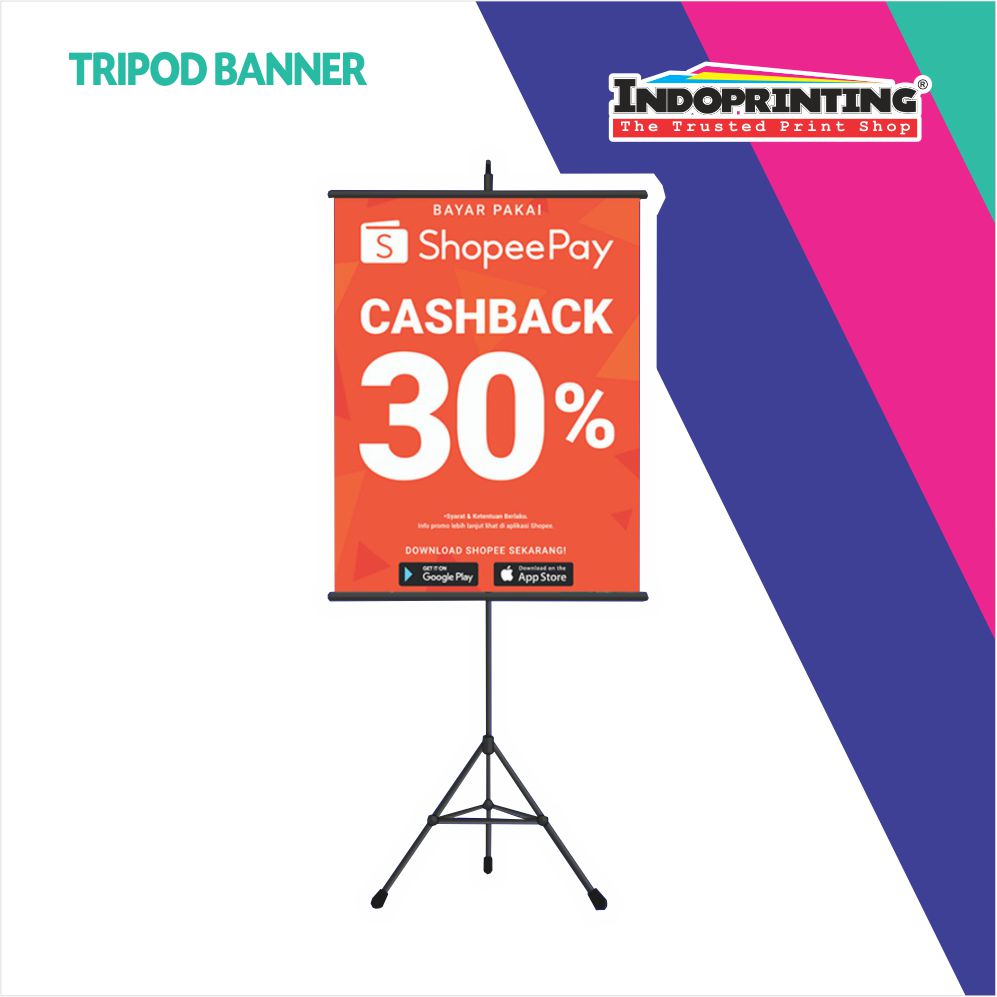 TRIPOD BANNER
INDOPRINTING®
The Trusted Print Shop
BAYAR PAKAI
S ShopeePay
CASHBACK
30%
*Syarat & Ketentuan Berlaku.
Info promo lebih lanjut lihat di aplikasi Shopee.
DOWNLOAD SHOPEE SEKARANG!
GET IT ON
Google Play
Download on the
App Store